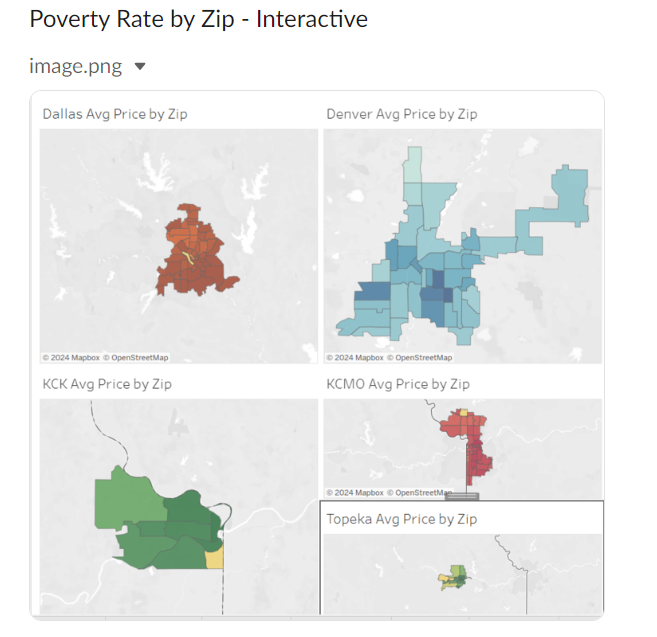 Poverty Rate by Zip - Interactive
image.png
Dallas Avg Price by Zip
Denver Avg Price by Zip
© 2024 Mapbox © OpenStreetMap
© 2024 Mapbox © OpenStreetMap
KCK Avg Price by Zip
KCMO Avg Price by Zip
© 2024 Mapbox © OpenStreetMap
Topeka Avg Price by Zip